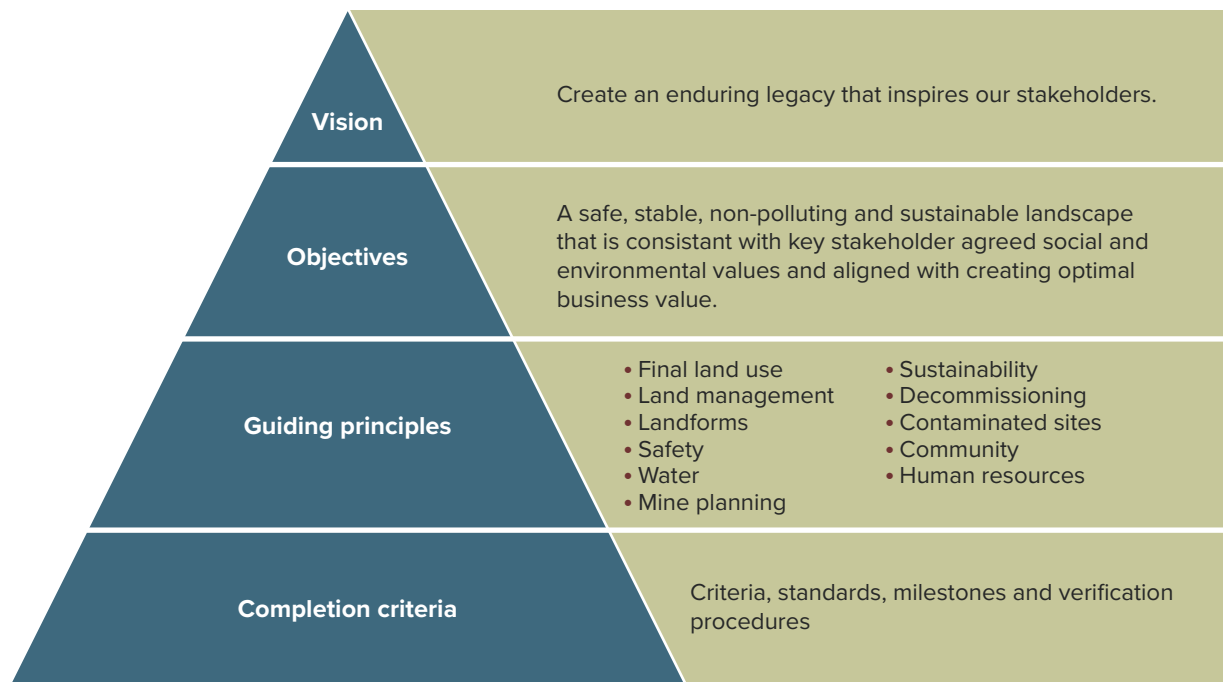 Vision
Create an enduring legacy that inspires our stakeholders.
Objectives
A safe, stable, non-polluting and sustainable landscape
that is consistant with key stakeholder agreed social and
environmental values and aligned with creating optimal
business value.
Guiding principles
• Final land use
• Land management
• Landforms
• Safety
• Water
• Mine planning
• Sustainability
• Decommissioning
• Contaminated sites
• Community
• Human resources
Completion criteria
Criteria, standards, milestones and verification
procedures